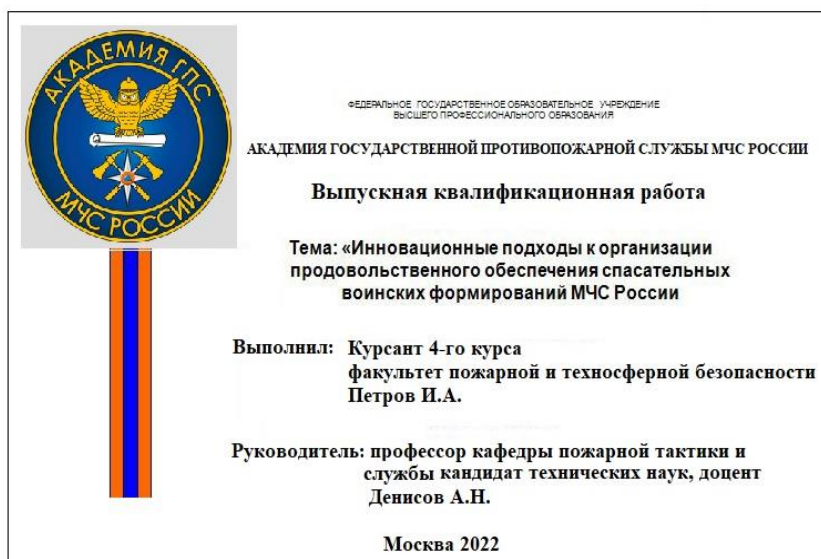 АКАДЕМИЯ ГПС
МЧС РОССИИ
ФЕДЕРАЛЬНОЕ ГОСУДАРСТВЕННОЕ ОБРАЗОВАТЕЛЬНОЕ УЧРЕЖДЕНИЕ
ВЫСШЕГО ПРОФЕССИОНАЛЬНОГО ОБРАЗОВАНИЯ
АКАДЕМИЯ ГОСУДАРСТВЕННОЙ ПРОТИВОПОЖАРНОЙ СЛУЖБЫ МЧС РОССИИ
Выпускная квалификационная работа
Тема: «Инновационные подходы к организации
продовольственного обеспечения спасательных
воинских формирований МЧС России
Выполнил: Курсант 4-го курса
факультет пожарной и техносферной безопасности
Петров И.А.
Руководитель: профессор кафедры пожарной тактики и
службы кандидат технических наук, доцент
Денисов А.Н.
Москва 2022